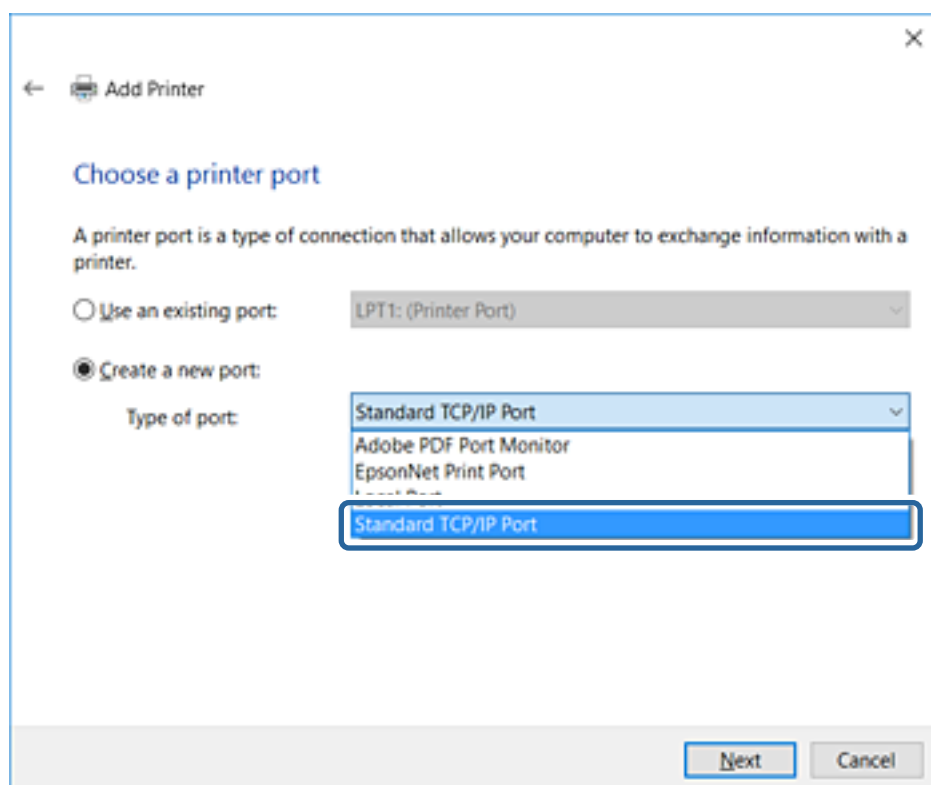 Add Printer
Choose a printer port
A printer port is a type of connection that allows your computer to exchange information with a
printer.
Use an existing port:
LPT1: (Printer Port)
Create a new port:
Type of port:
Standard TCP/IP Port
Adobe PDF Port Monitor
EpsonNet Print Port
Local Port
Standard TCP/IP Port
Next
Cancel